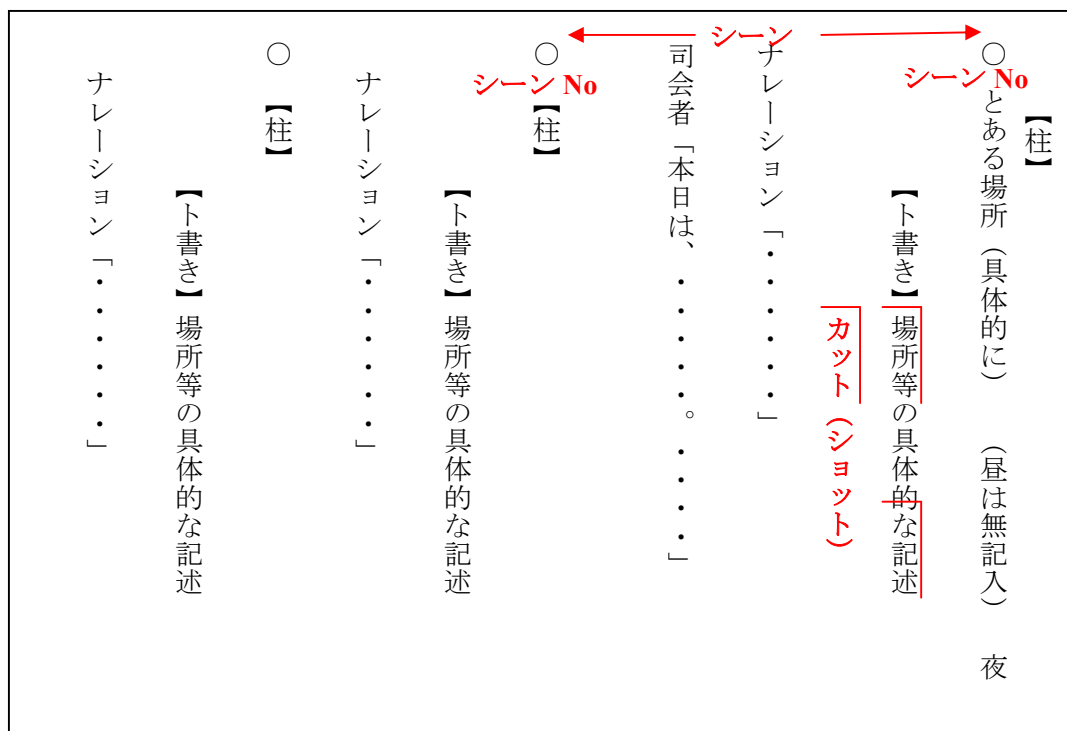 【柱】
○とある場所（具体的に）　　（昼は無記入）　夜
シーン No
【ト書き】場所等の具体的な記述
カット（ショット）
シーン
ナレーション「・・・・・・」
司会者「本日は、・・・・・。・・・・」
○　【柱】
シーン No
【ト書き】場所等の具体的な記述
ナレーション「・・・・・・」
○　【柱】
【ト書き】場所等の具体的な記述
ナレーション「・・・・・・」